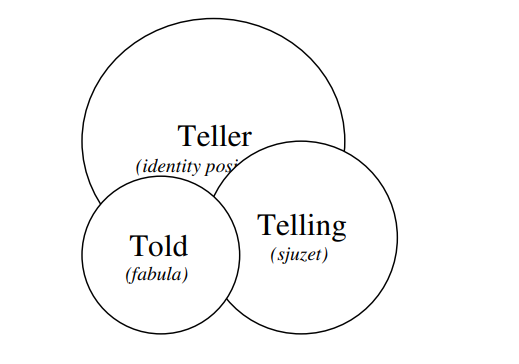 Teller
(identity posi
Telling
(sjuzet)
Told
(fabula)